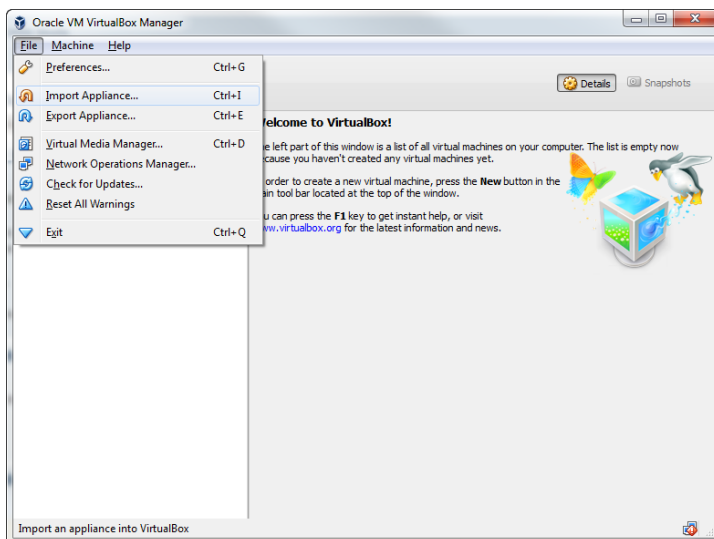 Oracle VM VirtualBox Manager
File Machine Help
Preferences... Ctrl+G
Import Appliance... Ctrl+I
Export Appliance... Ctrl+E
Virtual Media Manager... Ctrl+D
Network Operations Manager...
Check for Updates...
Reset All Warnings
Exit Ctrl+Q
Details Snapshots
elcome to VirtualBox!
e left part of this window is a list of all virtual machines on your computer. The list is empty now
cause you haven't created any virtual machines yet.
order to create a new virtual machine, press the New button in the
ain tool bar located at the top of the window.
u can press the F1 key to get instant help, or visit
ww.virtualbox.org for the latest information and news.
Import an appliance into VirtualBox